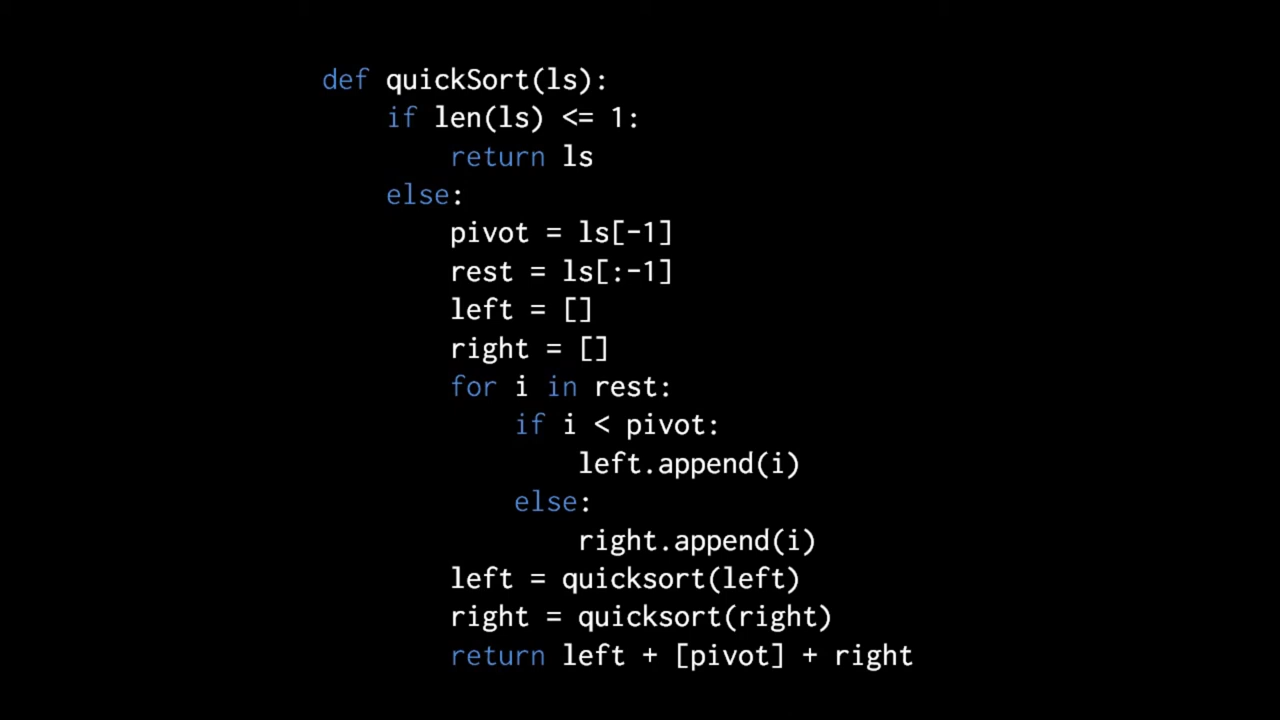 def quickSort(ls):
    if len(ls) <= 1:
        return ls
    else:
        pivot = ls[-1]
        rest = ls[:-1]
        left = []
        right = []
        for i in rest:
            if i < pivot:
                left.append(i)
            else:
                right.append(i)
        left = quicksort(left)
        right = quicksort(right)
        return left + [pivot] + right